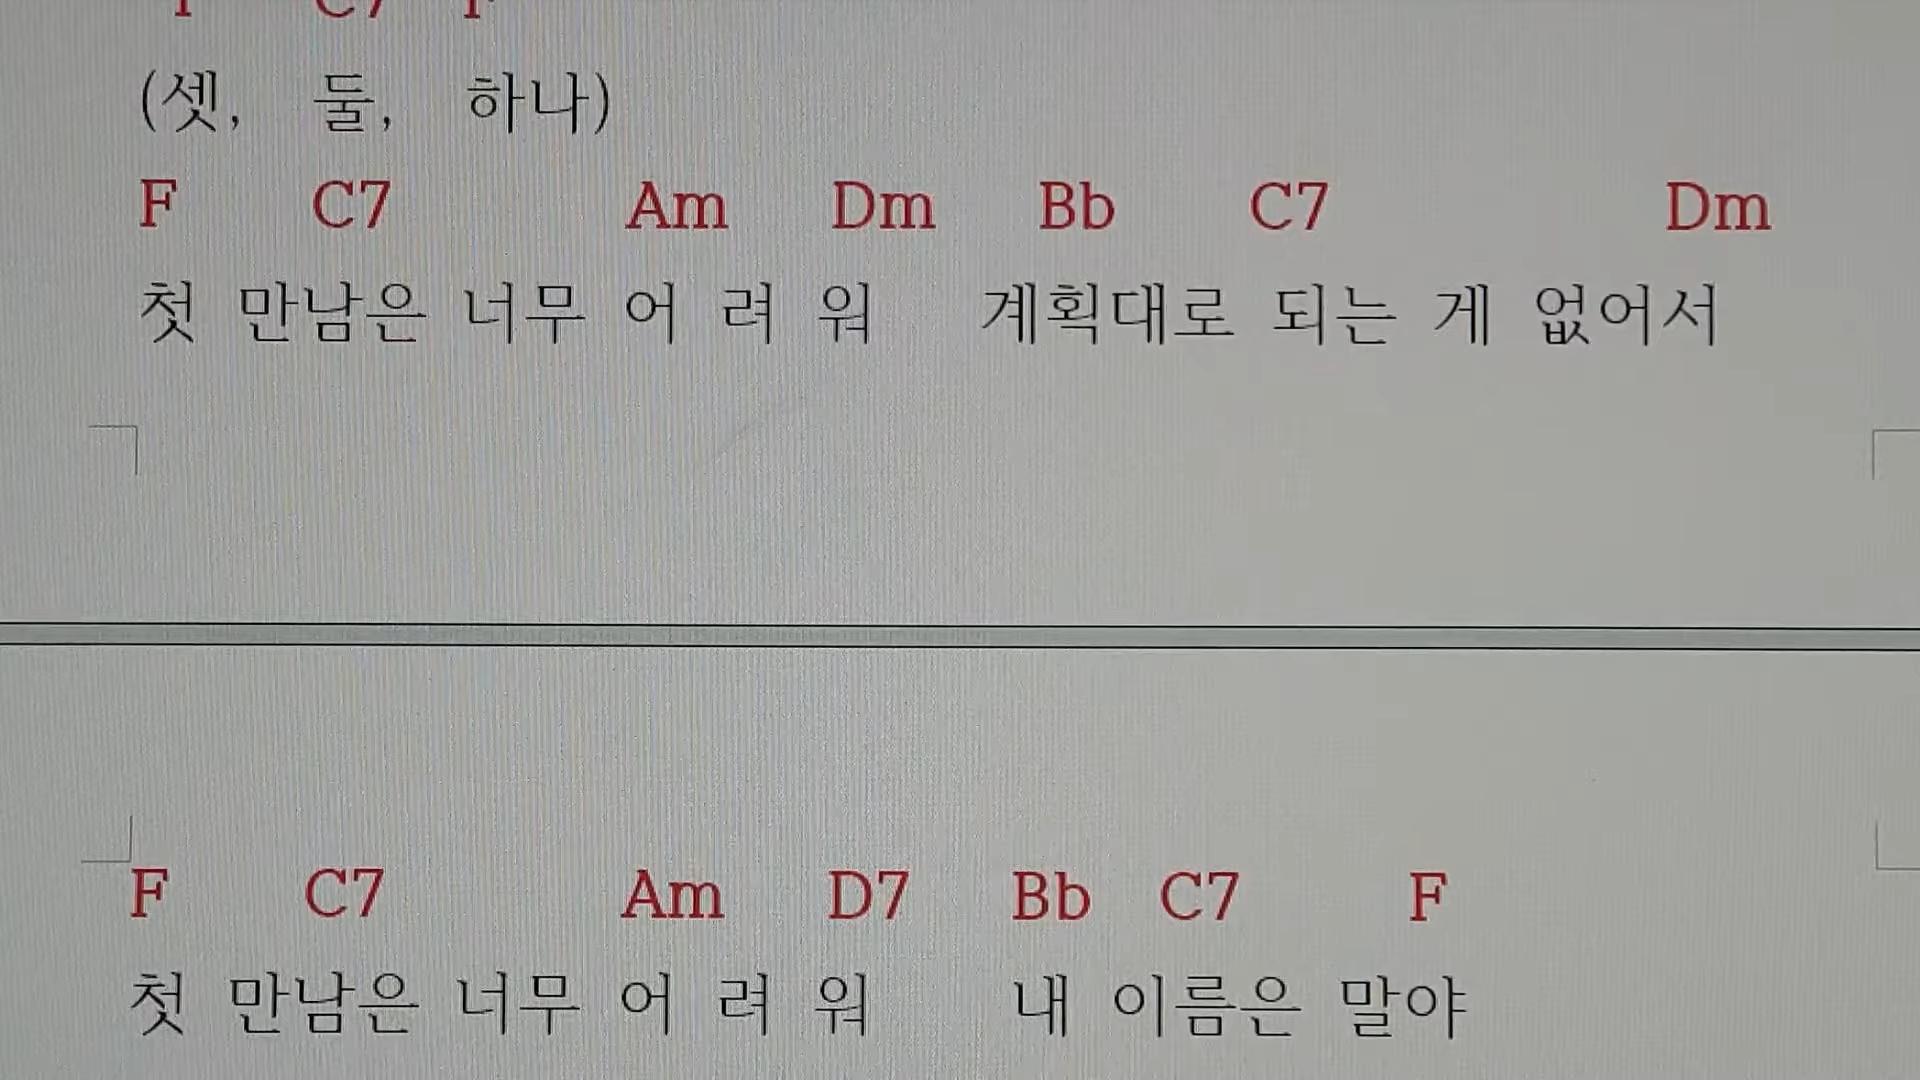 F C7 F
(셋, 둘, 하나)
F C7 Am Dm Bb C7 Dm
첫 만남은 너무 어 려 워 계획대로 되는 게 없어서
F C7 Am D7 Bb C7 F
첫 만남은 너무 어 려 워 내 이름은 말야